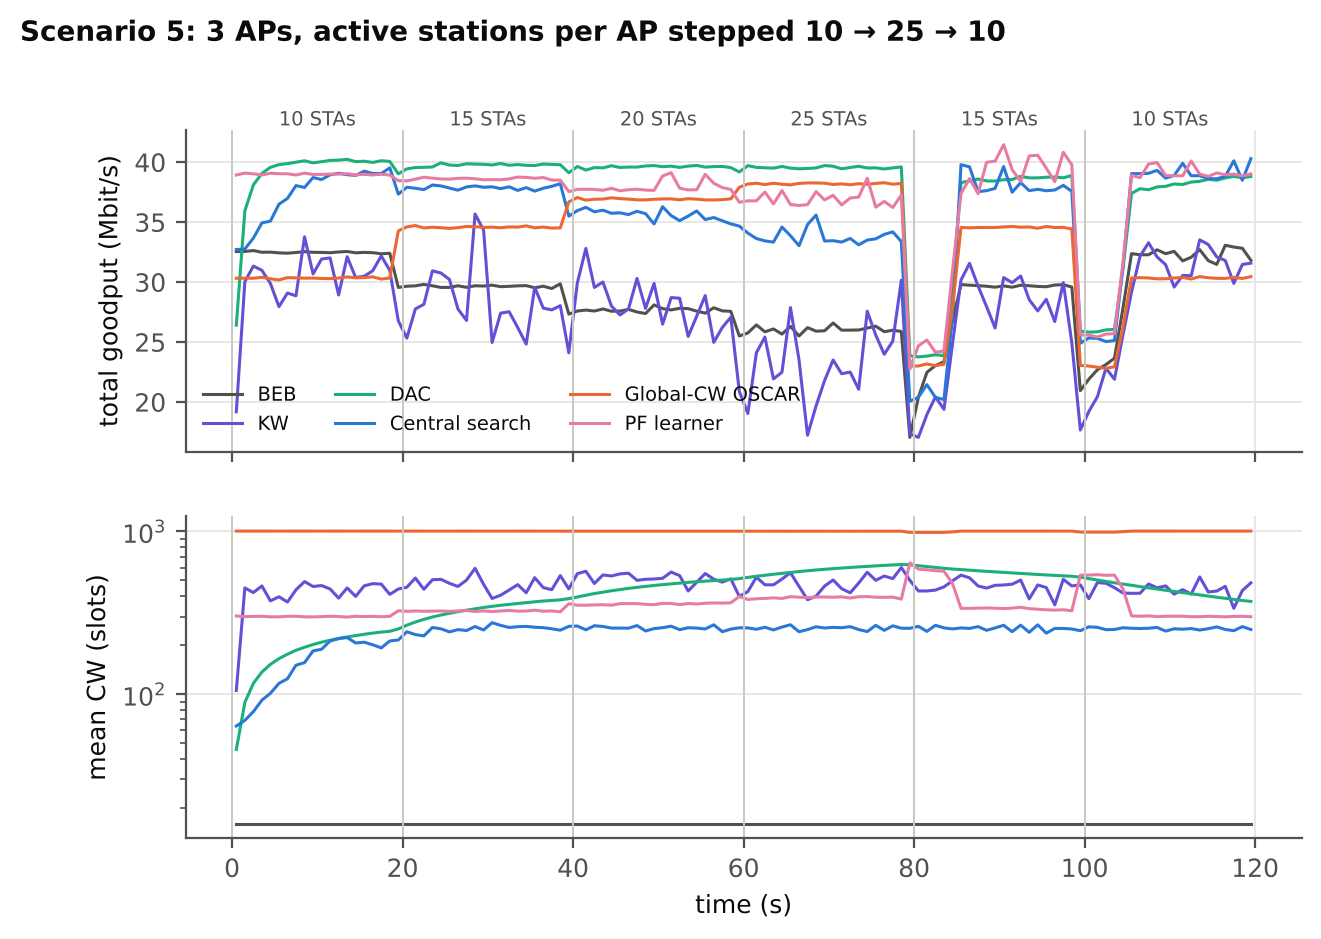 Scenario 5: 3 APs, active stations per AP stepped 10 → 25 → 10
10 STAs 15 STAs 20 STAs 25 STAs 15 STAs 10 STAs
total goodput (Mbit/s)
40
35
30
25
20
BEB DAC Global-CW OSCAR
KW Central search PF learner
mean CW (slots)
10³
10²
0 20 40 60 80 100 120
time (s)